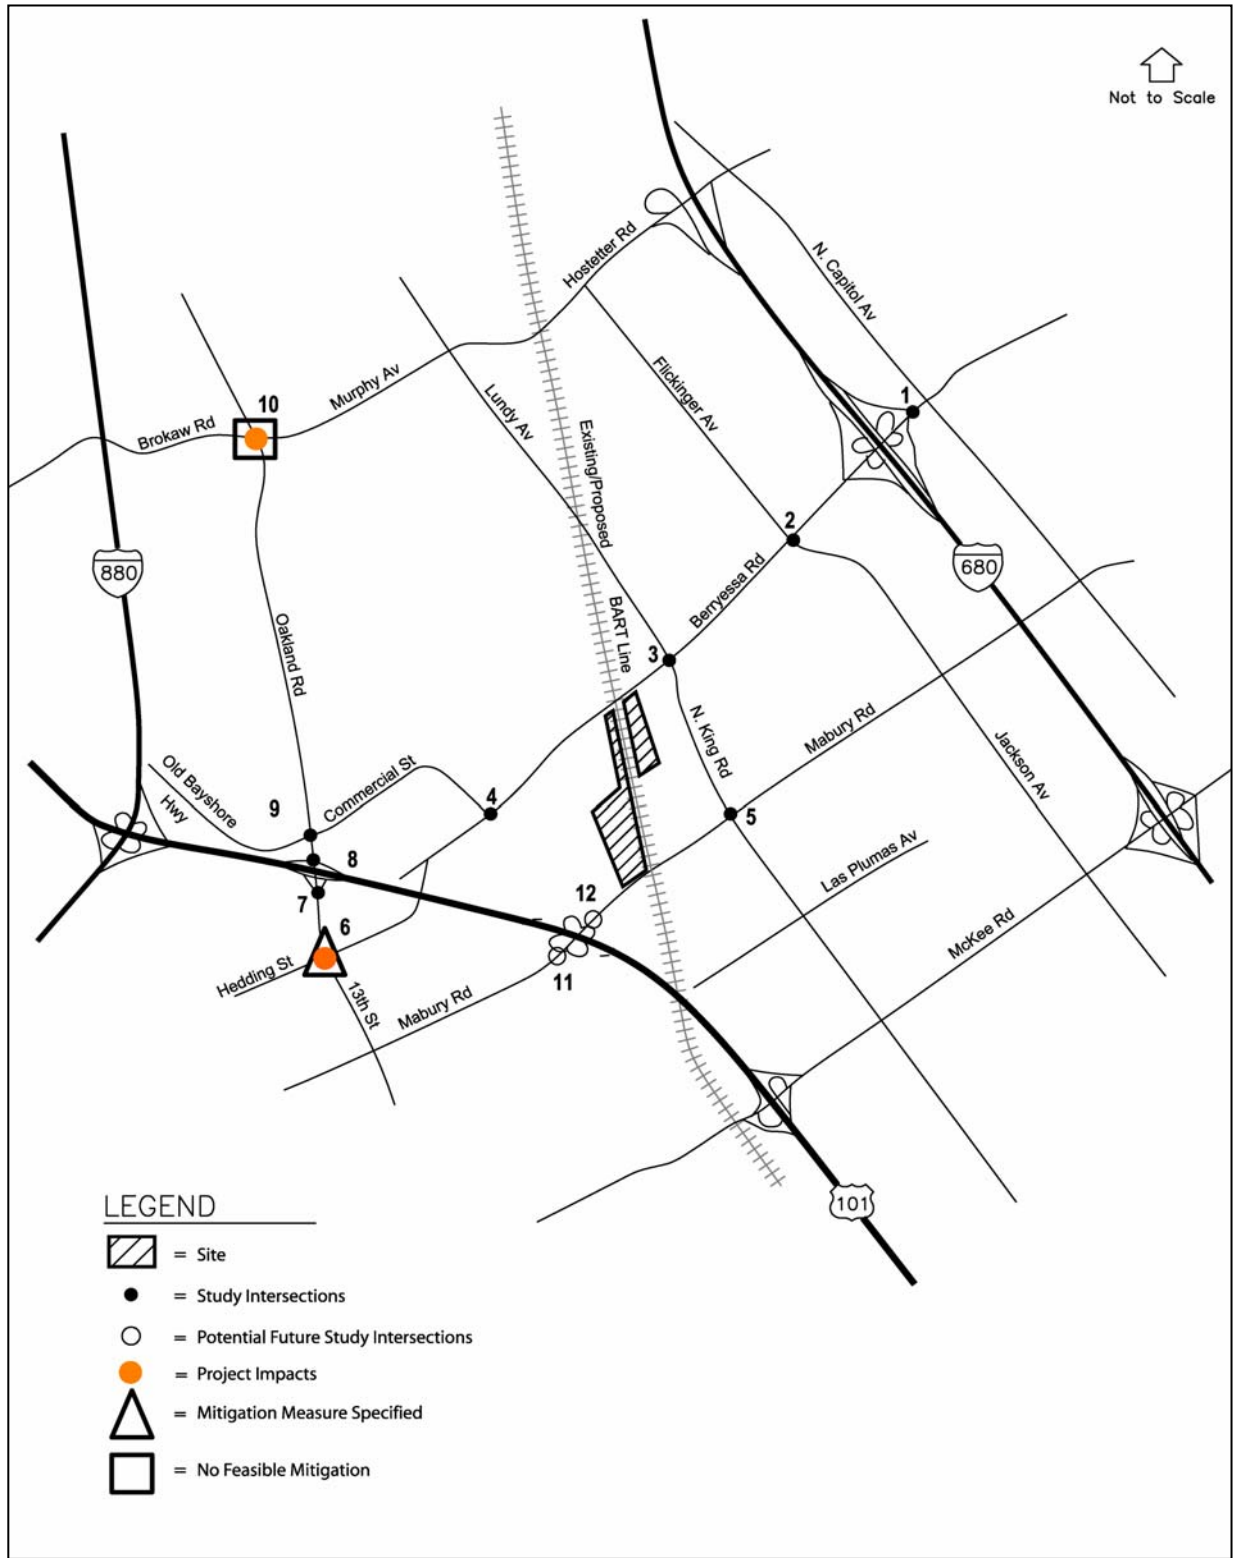 Not to Scale
Hostetter Rd
N. Capitol Av
Murphy Av
Flickinger Av
1
10
Lundy Av
Brokaw Rd
Existing/Proposed
2
880
680
Berryessa Rd
BART Line
Oakland Rd
3
N. King Rd
Mabury Rd
Jackson Av
Old Bayshore
Hwy
Commercial St
4
9
5
8
Las Plumas Av
7
12
6
McKee Rd
Hedding St
11
13th St
Mabury Rd
101
LEGEND
= Site
= Study Intersections
= Potential Future Study Intersections
= Project Impacts
= Mitigation Measure Specified
= No Feasible Mitigation